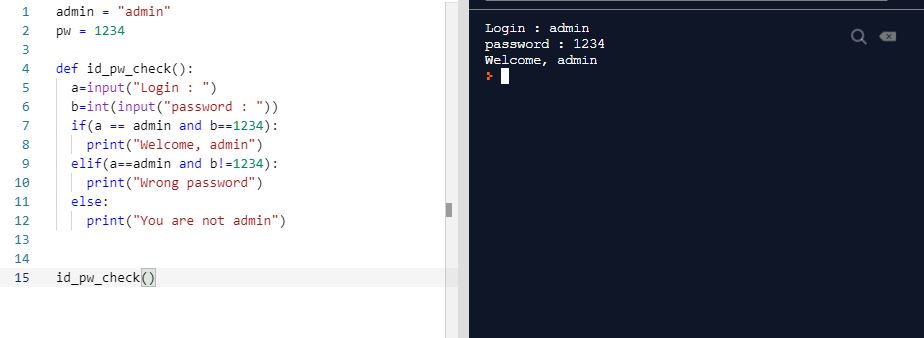 1 admin = "admin"
2 pw = 1234
3
4 def id_pw_check():
5   a=input("Login : ")
6   b=int(input("password : "))
7   if(a == admin and b==1234):
8     print("Welcome, admin")
9   elif(a==admin and b!=1234):
10     print("Wrong password")
11   else:
12     print("You are not admin")
13
14
15 id_pw_check()
Login : admin
password : 1234
Welcome, admin